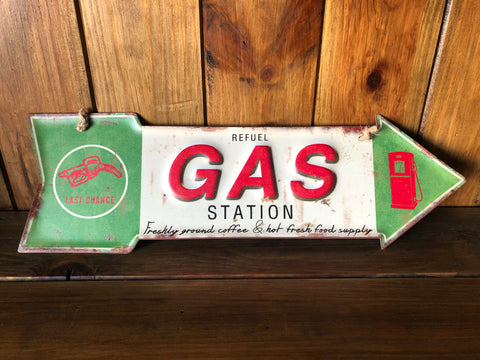 REFUEL
GAS
STATION
Freshly ground coffee & hot fresh food supply
LAST CHANCE